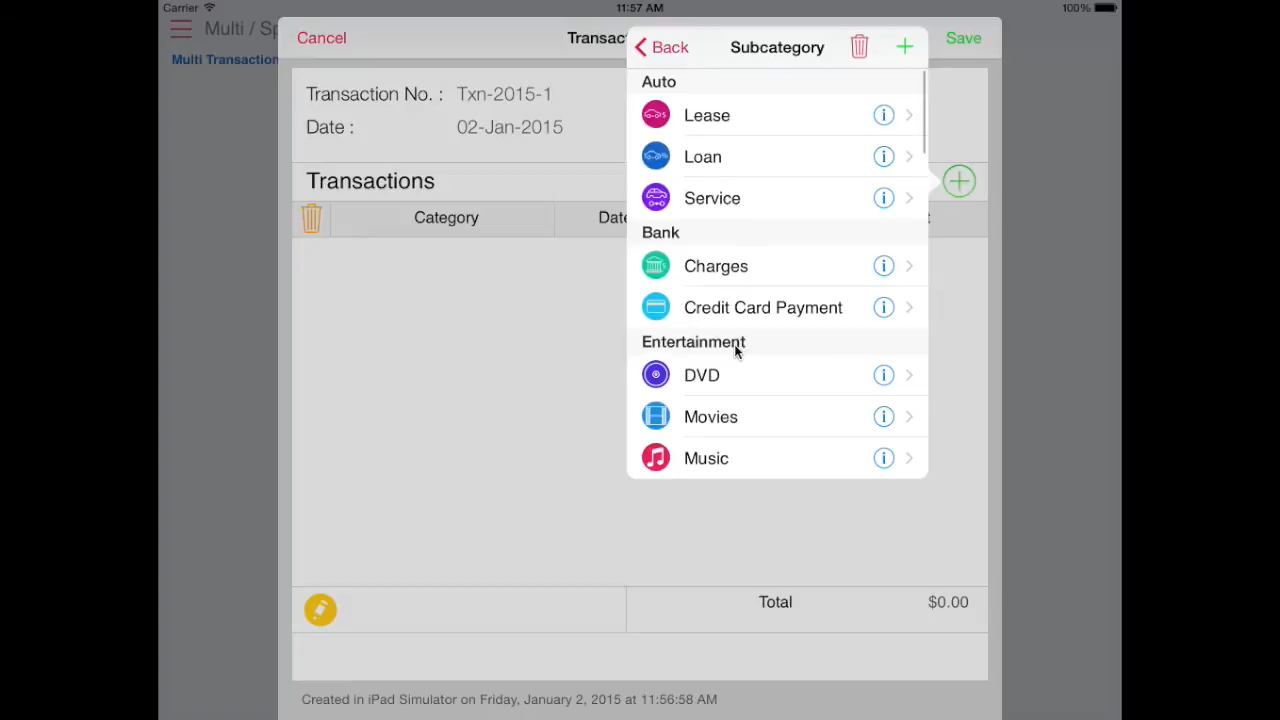 Carrier
11:57 AM
100%
Multi / Sp
Multi Transaction
Cancel
Transac
Save
Back
Subcategory
Transaction No. : Txn-2015-1
Date : 02-Jan-2015
Transactions
Category
Date
t
Auto
Lease
Loan
Service
Bank
Charges
Credit Card Payment
Entertainment
DVD
Movies
Music
Total
$0.00
Created in iPad Simulator on Friday, January 2, 2015 at 11:56:58 AM